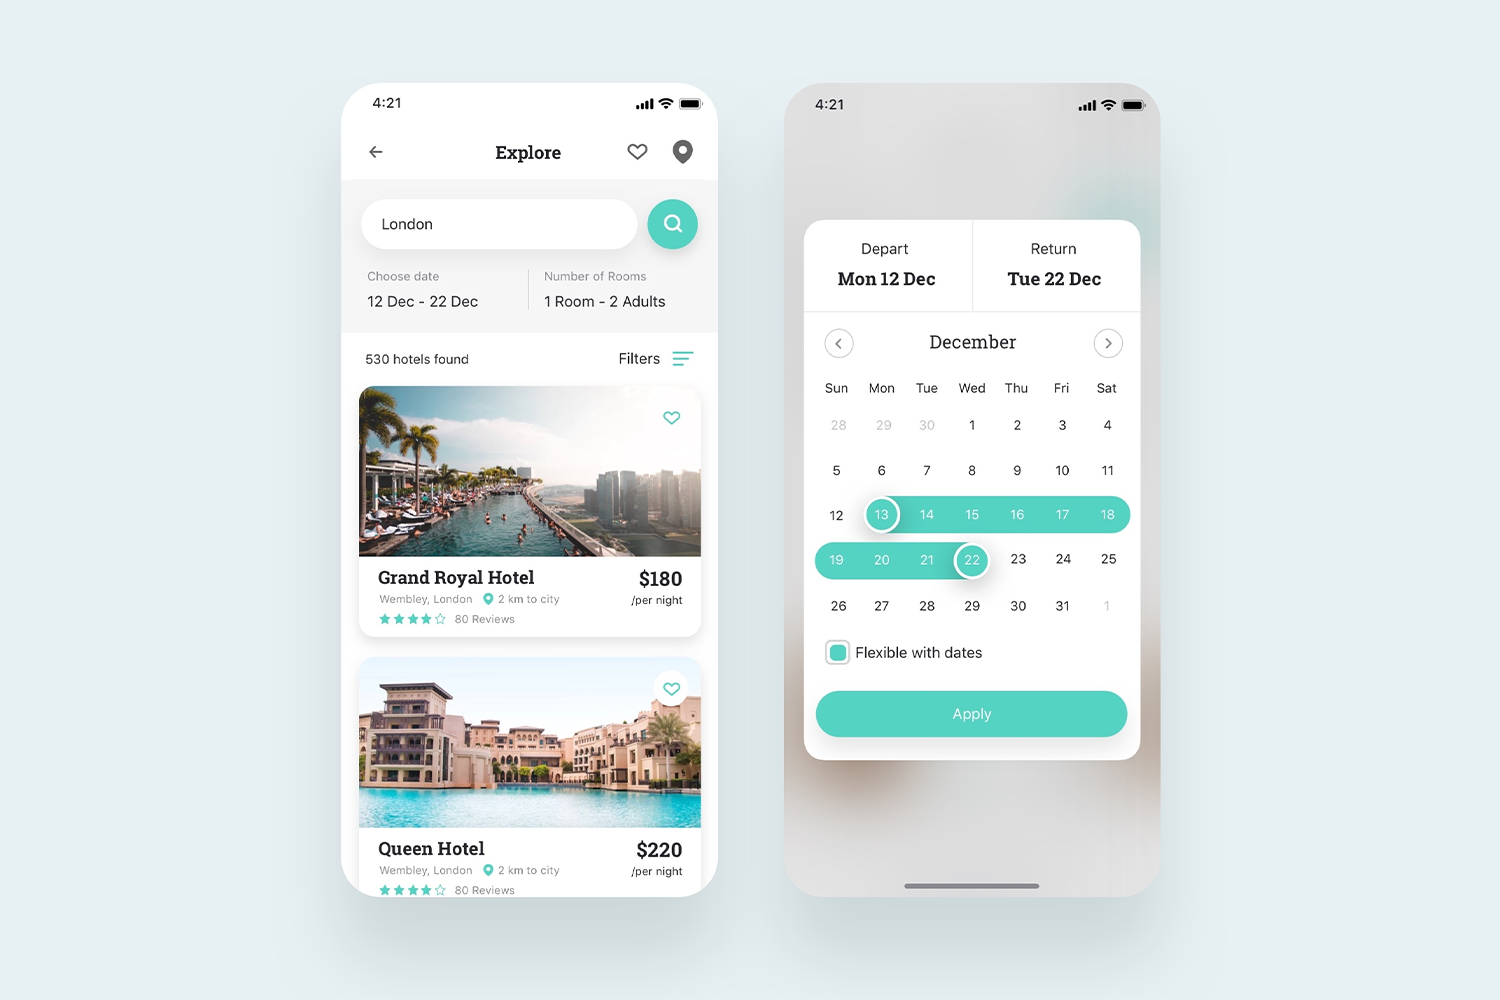 4:21
Explore
London
Choose date
12 Dec - 22 Dec
Number of Rooms
1 Room - 2 Adults
530 hotels found
Filters
Grand Royal Hotel
$180
Wembley, London
2 km to city
/per night
80 Reviews
Queen Hotel
$220
Wembley, London
2 km to city
/per night
80 Reviews
4:21
Depart
Mon 12 Dec
Return
Tue 22 Dec
December
Sun Mon Tue Wed Thu Fri Sat
28 29 30 1 2 3 4
5 6 7 8 9 10 11
12 13 14 15 16 17 18
19 20 21 22 23 24 25
26 27 28 29 30 31 1
Flexible with dates
Apply